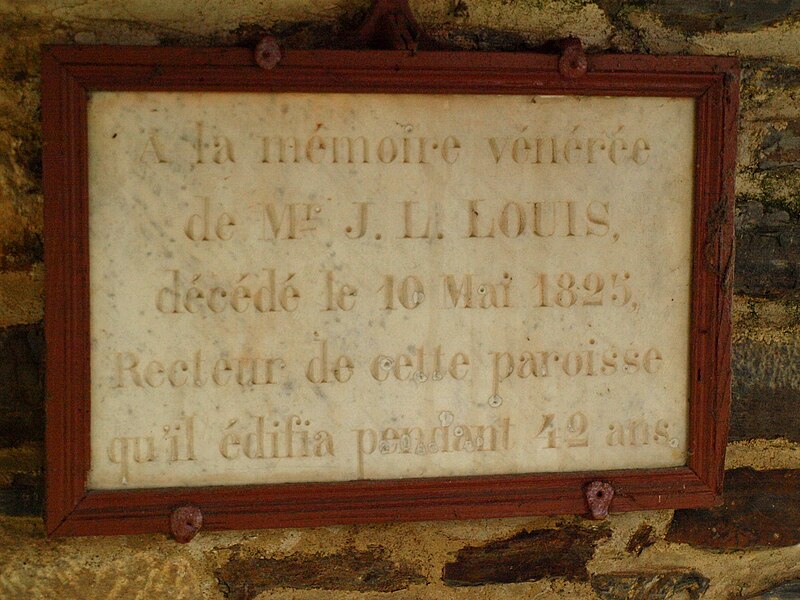 A la mémoire vénérée
de Mr J. L. LOUIS,
décédé le 10 Mai 1825,
Recteur de cette paroisse
qu'il édifia pendant 42 ans.